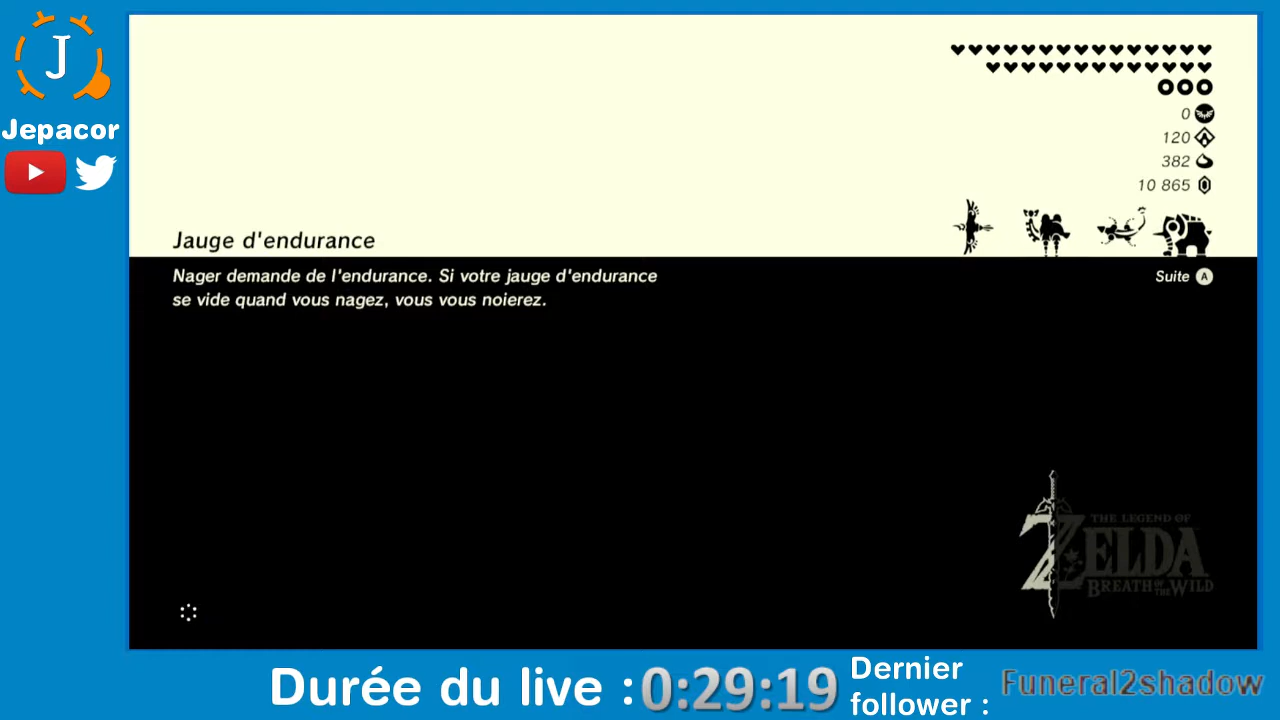 J
Jepacor
0
120
382
10 865
Jauge d'endurance
Nager demande de l'endurance. Si votre jauge d'endurance
se vide quand vous nagez, vous vous noierez.
Suite A
THE LEGEND OF
ZELDA
BREATH OF THE WILD
Durée du live : 0:29:19
Dernier
follower :
Funeral2shadow